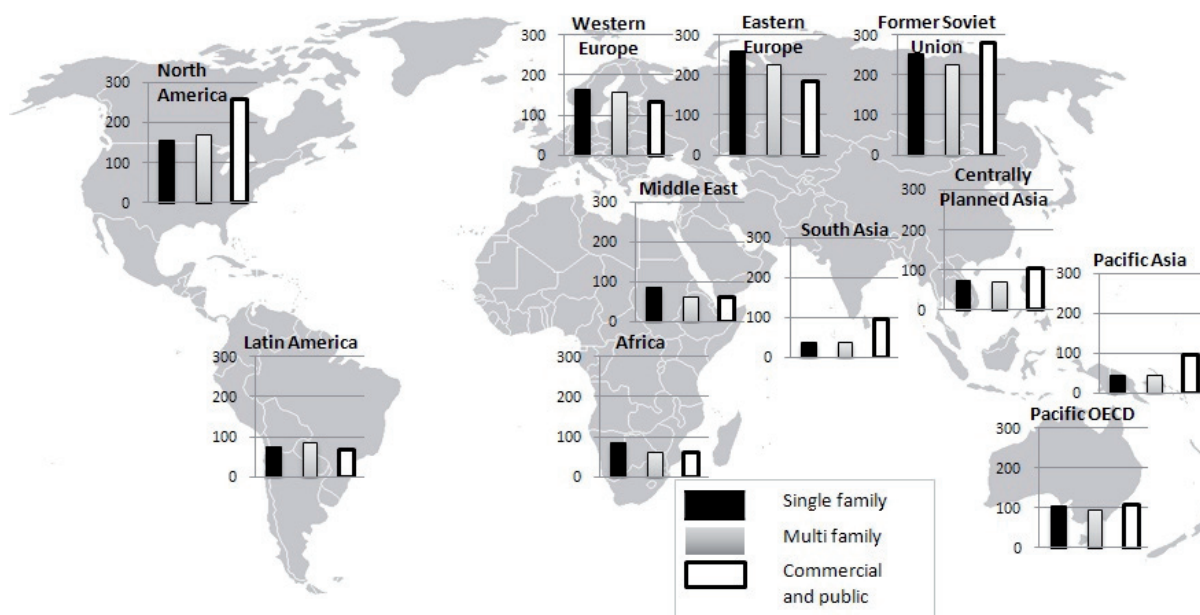 Western
Europe
300
200
100
0
Eastern
Europe
300
200
100
0
Former Soviet
Union
300
200
100
0
North
America
300
200
100
0
Middle East
300
200
100
0
South Asia
300
200
100
0
Centrally
Planned Asia
300
200
100
0
Pacific Asia
300
200
100
0
Latin America
300
200
100
0
Africa
300
200
100
0
Pacific OECD
300
200
100
0
Single family
Multi family
Commercial
and public